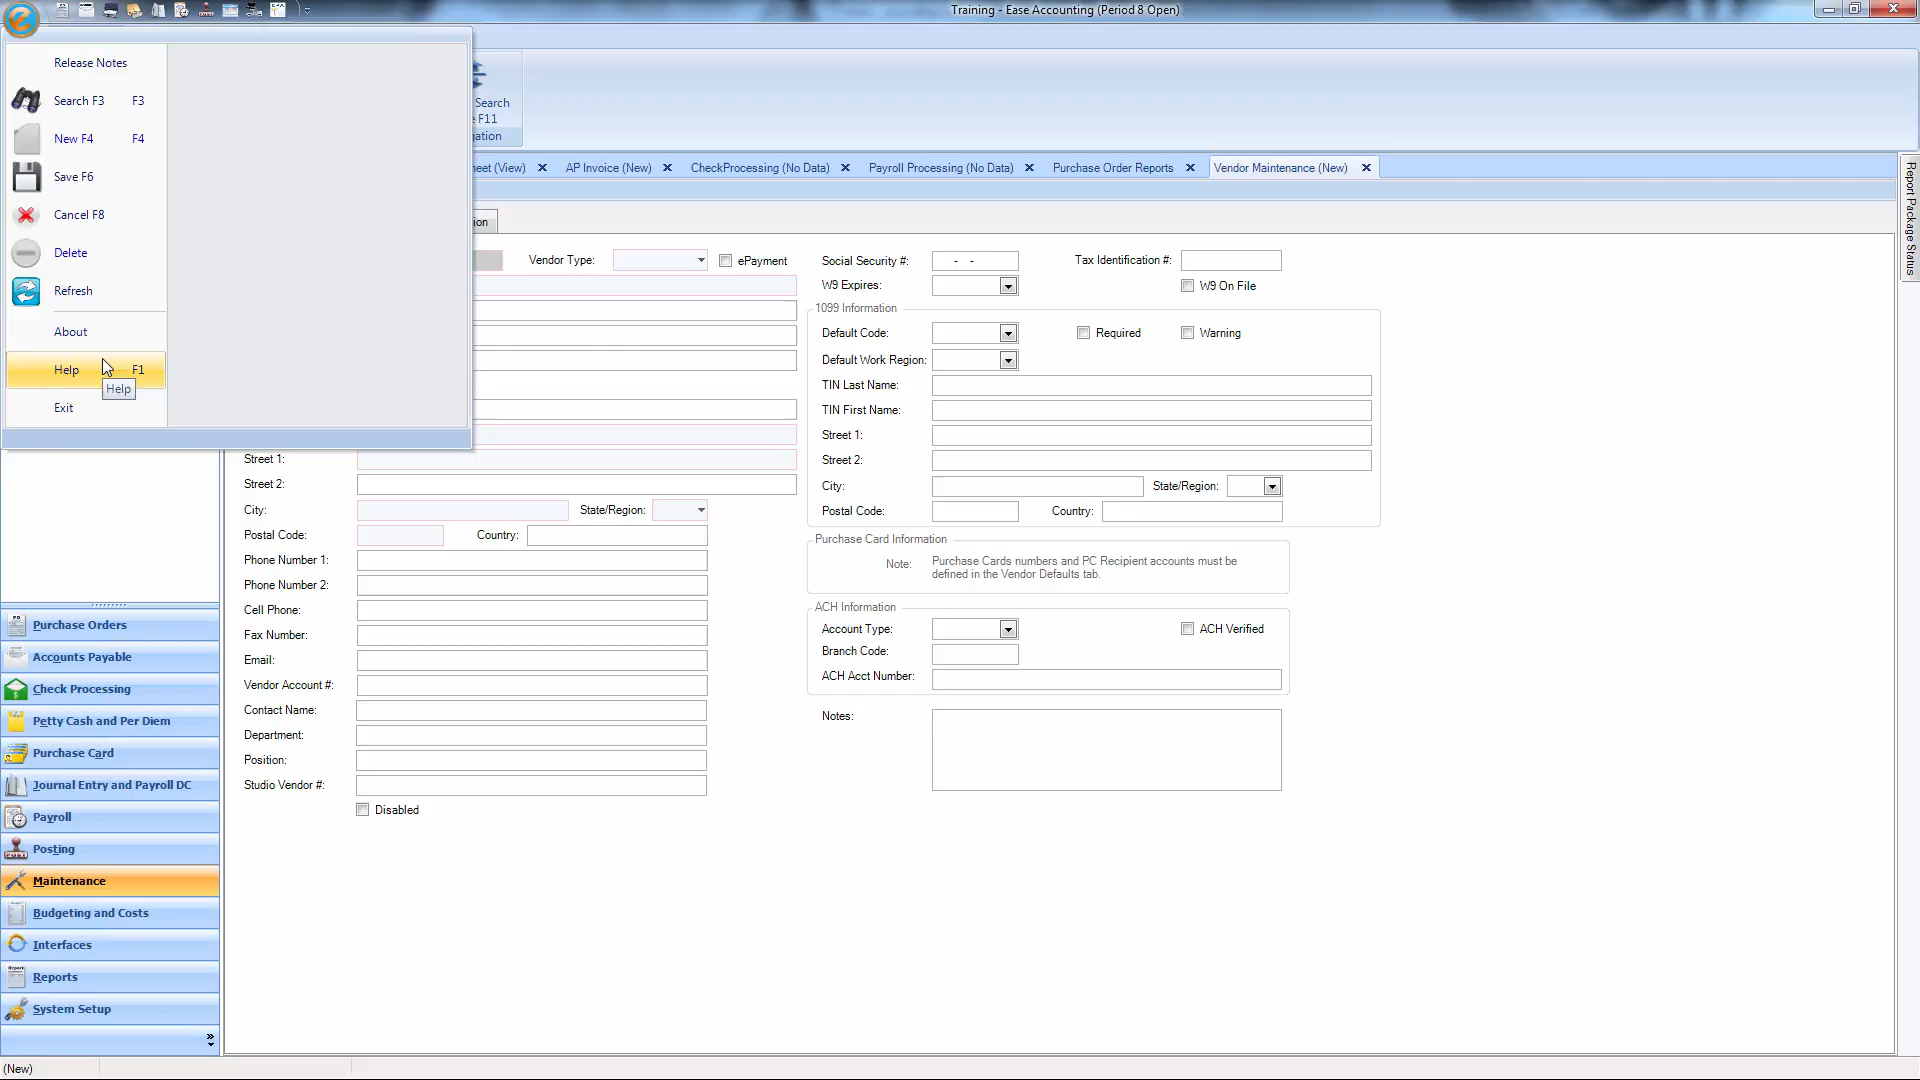 Training - Ease Accounting (Period 8 Open)
Release Notes
Search F3 F3
New F4 F4
Save F6
Cancel F8
Delete
Refresh
About
Help F1
Help
Exit
Search
F11
ation
eet (View)
AP Invoice (New)
CheckProcessing (No Data)
Payroll Processing (No Data)
Purchase Order Reports
Vendor Maintenance (New)
Report Package Status
ion
Vendor Type:
ePayment
Street 1:
Street 2:
City:
State/Region:
Postal Code:
Country:
Phone Number 1:
Phone Number 2:
Cell Phone:
Fax Number:
Email:
Vendor Account #:
Contact Name:
Department:
Position:
Studio Vendor #:
Disabled
Social Security #: - -
Tax Identification #:
W9 Expires:
W9 On File
1099 Information
Default Code:
Required
Warning
Default Work Region:
TIN Last Name:
TIN First Name:
Street 1:
Street 2:
City:
State/Region:
Postal Code:
Country:
Purchase Card Information
Note: Purchase Cards numbers and PC Recipient accounts must be
defined in the Vendor Defaults tab.
ACH Information
Account Type:
ACH Verified
Branch Code:
ACH Acct Number:
Notes:
Purchase Orders
Accounts Payable
Check Processing
Petty Cash and Per Diem
Purchase Card
Journal Entry and Payroll DC
Payroll
Posting
Maintenance
Budgeting and Costs
Interfaces
Reports
System Setup
(New)